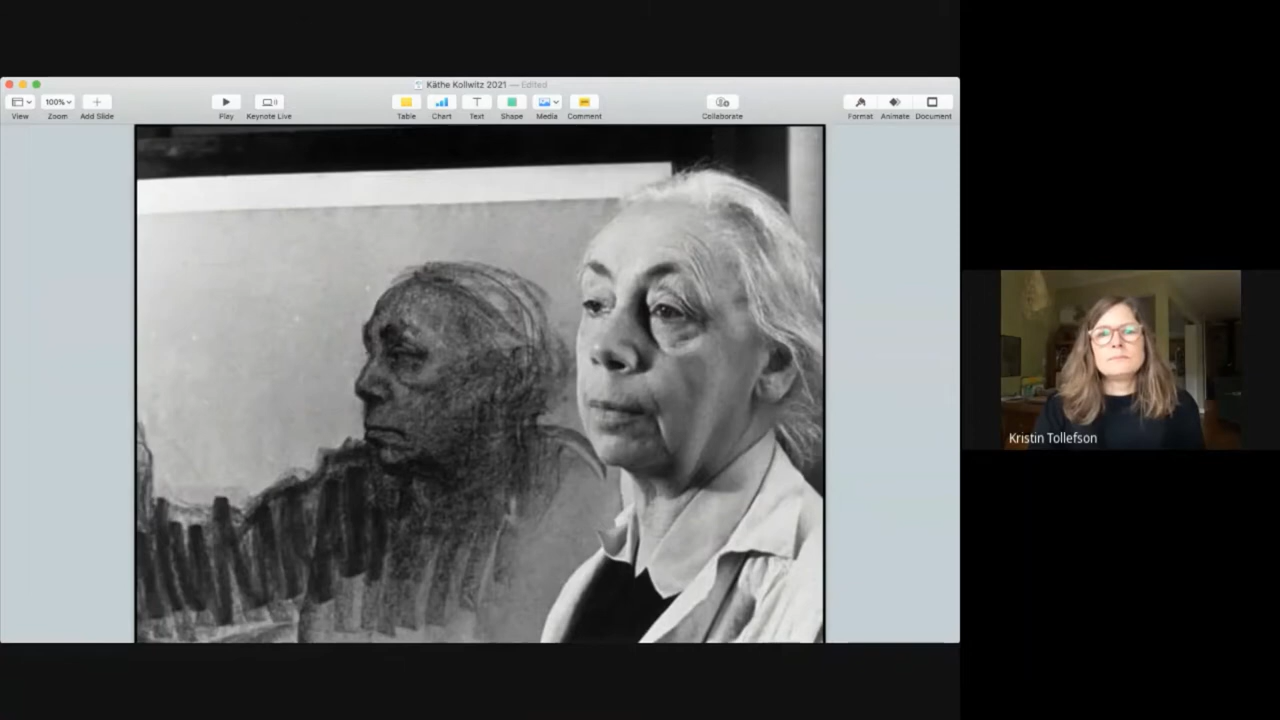 Käthe Kollwitz 2021 — Edited
100%
View Zoom Add Slide Play Keynote Live Table Chart Text Shape Media Comment Collaborate Format Animate Document
Kristin Tollefson